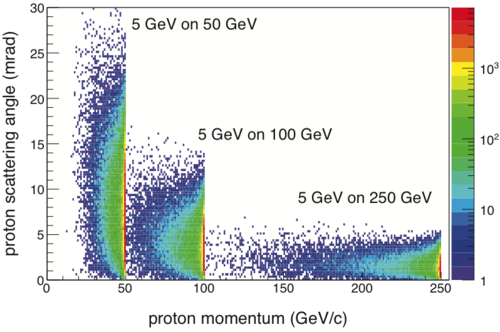 30
25
20
15
10
5
0
proton scattering angle (mrad)
5 GeV on 50 GeV
5 GeV on 100 GeV
5 GeV on 250 GeV
0 50 100 150 200 250
proton momentum (GeV/c)
10³
10²
10
1